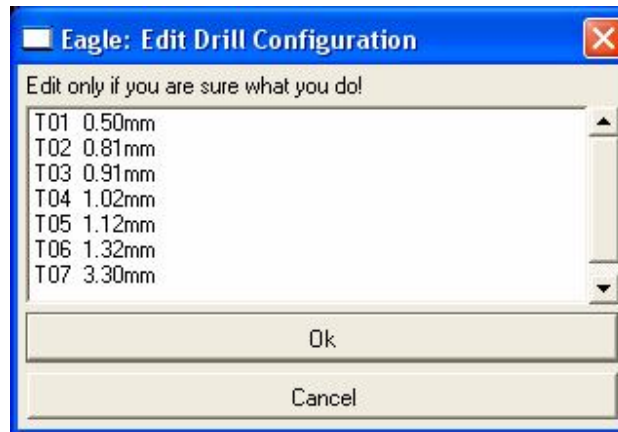 Eagle: Edit Drill Configuration
Edit only if you are sure what you do!
T01 0.50mm
T02 0.81mm
T03 0.91mm
T04 1.02mm
T05 1.12mm
T06 1.32mm
T07 3.30mm
Ok
Cancel